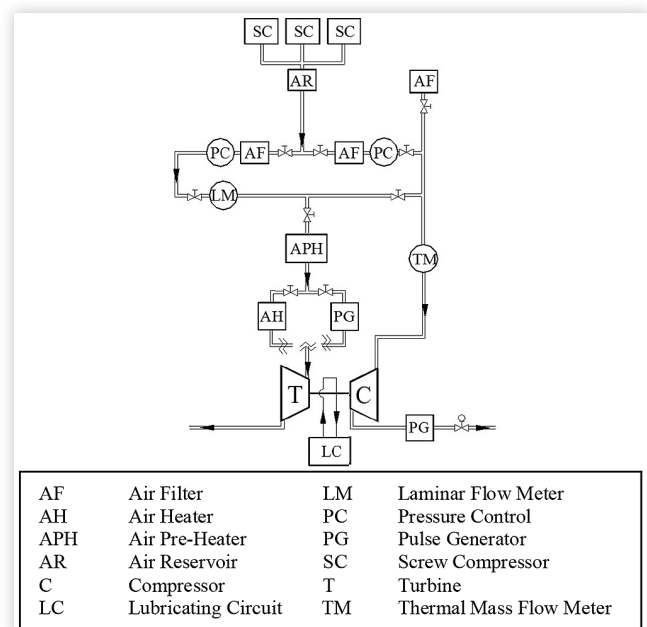 SC SC SC
AR AF
PC AF AF PC
LM
APH TM
AH PG
T C
PG
LC
AF Air Filter LM Laminar Flow Meter
AH Air Heater PC Pressure Control
APH Air Pre-Heater PG Pulse Generator
AR Air Reservoir SC Screw Compressor
C Compressor T Turbine
LC Lubricating Circuit TM Thermal Mass Flow Meter